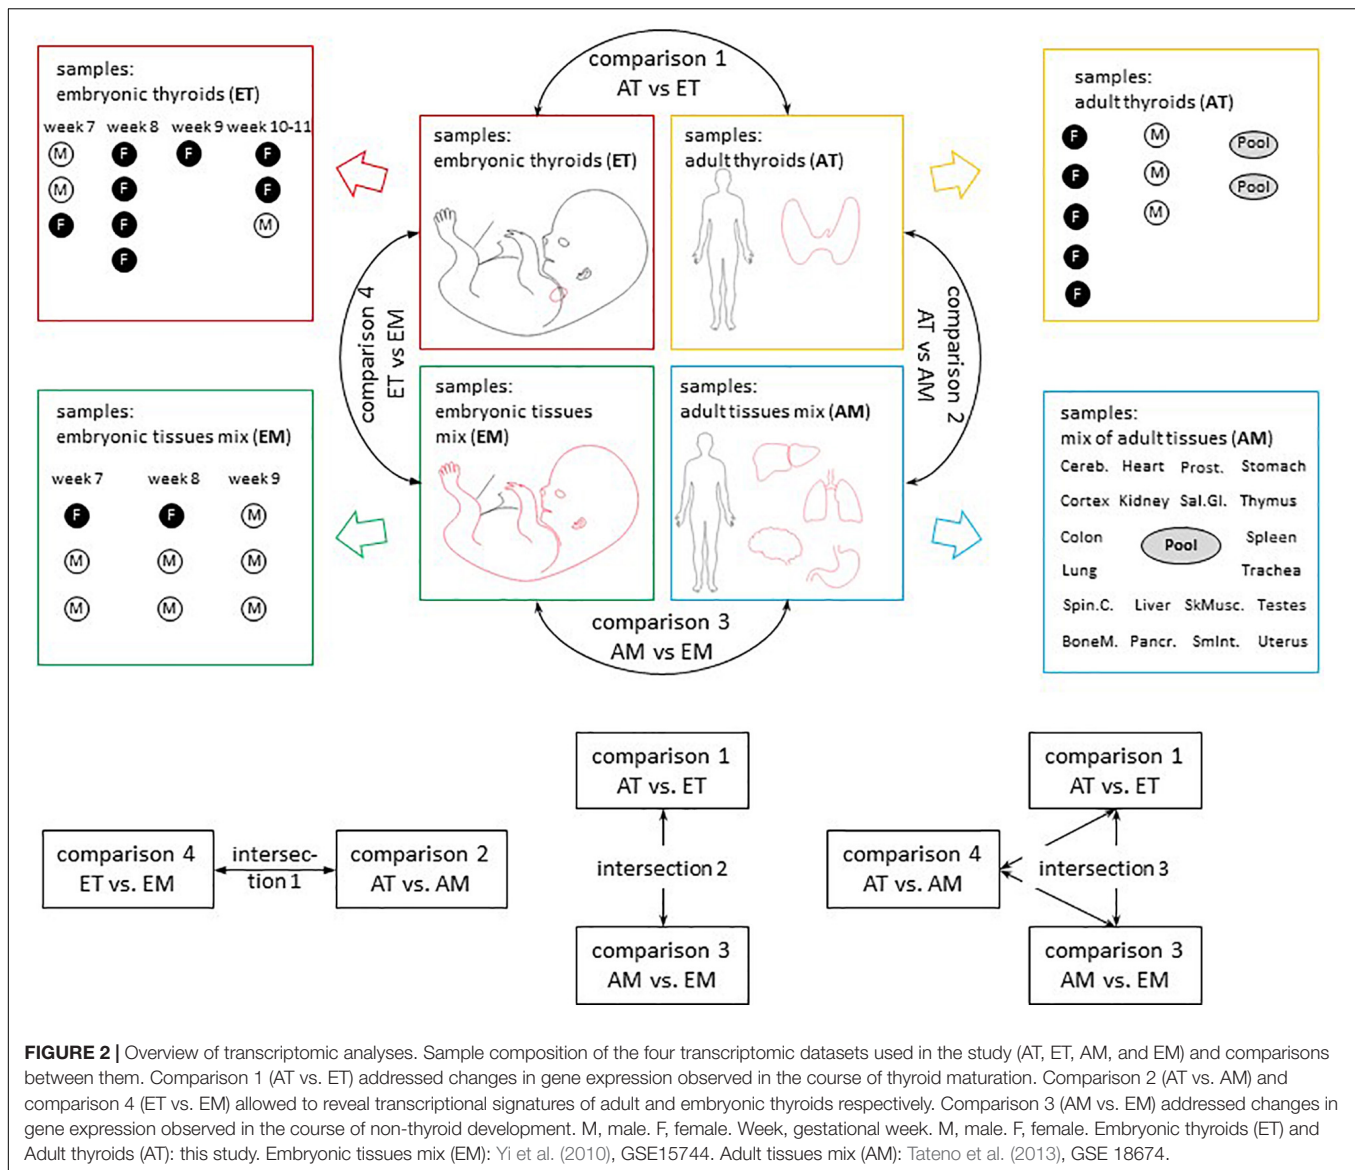 samples:
embryonic thyroids (ET)
week 7 week 8 week 9 week 10-11
M F F F
M F F
F F M
F
comparison 1
AT vs ET
samples:
embryonic thyroids (ET)
samples:
adult thyroids (AT)
samples:
adult thyroids (AT)
F M Pool
F M Pool
F M
F
F
comparison 4
ET vs EM
comparison 2
AT vs AM
samples:
embryonic tissues mix (EM)
week 7 week 8 week 9
F F M
M M M
M M M
samples:
embryonic tissues
mix (EM)
samples:
adult tissues mix (AM)
samples:
mix of adult tissues (AM)
Cereb. Heart Prost. Stomach
Cortex Kidney Sal.Gl. Thymus
Colon Pool Spleen
Lung Trachea
Spin.C. Liver SkMusc. Testes
BoneM. Pancr. SmInt. Uterus
comparison 3
AM vs EM
comparison 4
ET vs. EM
intersec-
tion 1
comparison 2
AT vs. AM
comparison 1
AT vs. ET
intersection 2
comparison 3
AM vs. EM
comparison 1
AT vs. ET
comparison 4
AT vs. AM
intersection 3
comparison 3
AM vs. EM
FIGURE 2 | Overview of transcriptomic analyses. Sample composition of the four transcriptomic datasets used in the study (AT, ET, AM, and EM) and comparisons
between them. Comparison 1 (AT vs. ET) addressed changes in gene expression observed in the course of thyroid maturation. Comparison 2 (AT vs. AM) and
comparison 4 (ET vs. EM) allowed to reveal transcriptional signatures of adult and embryonic thyroids respectively. Comparison 3 (AM vs. EM) addressed changes in
gene expression observed in the course of non-thyroid development. M, male. F, female. Week, gestational week. M, male. F, female. Embryonic thyroids (ET) and
Adult thyroids (AT): this study. Embryonic tissues mix (EM): Yi et al. (2010), GSE15744. Adult tissues mix (AM): Tateno et al. (2013), GSE 18674.